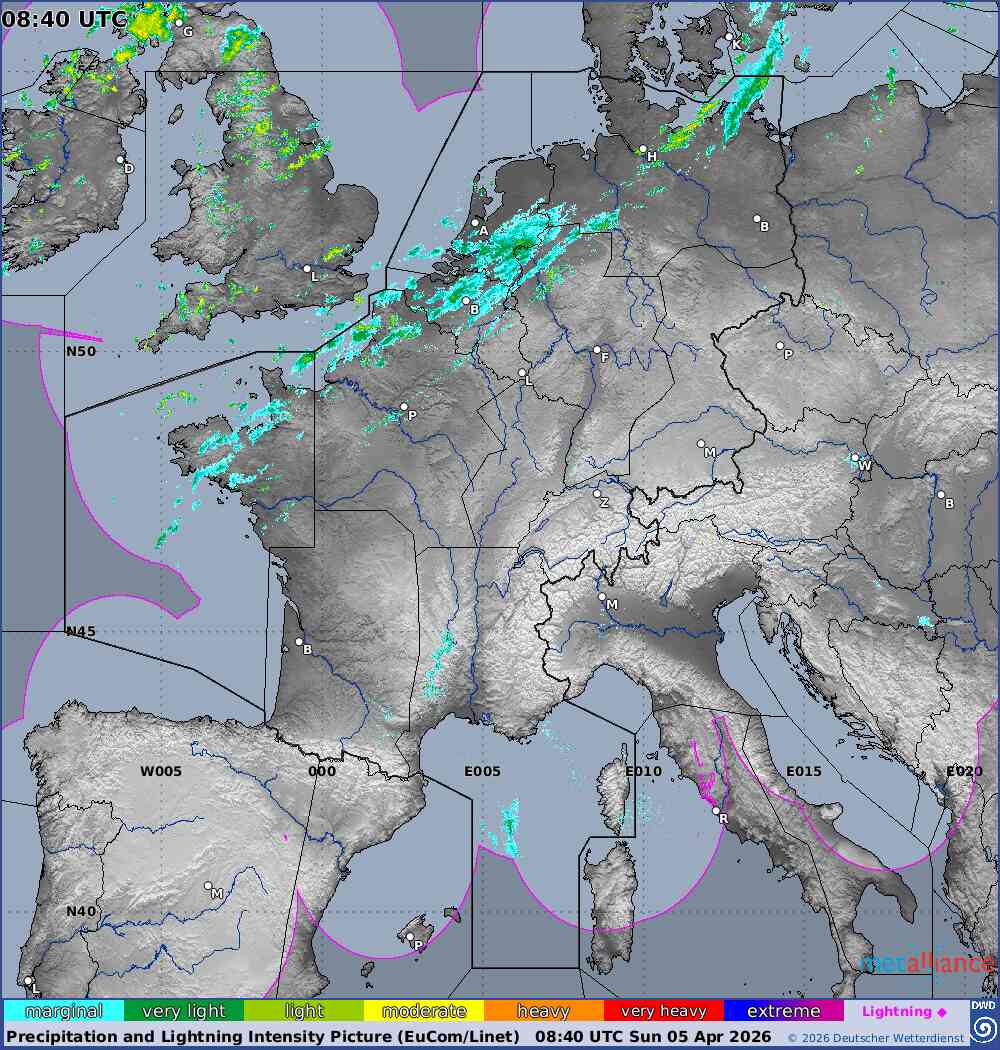 08:40 UTC
G
K
D
H
A
B
L
B
N50
F
P
L
P
M
W
Z
B
M
N45
B
W005
000
E005
E010
E015
E020
R
M
N40
P
L
metalliance
marginal
very light
light
moderate
heavy
very heavy
extreme
Lightning ◆
DWD
Precipitation and Lightning Intensity Picture (EuCom/Linet) 08:40 UTC Sun 05 Apr 2026
© 2026 Deutscher Wetterdienst